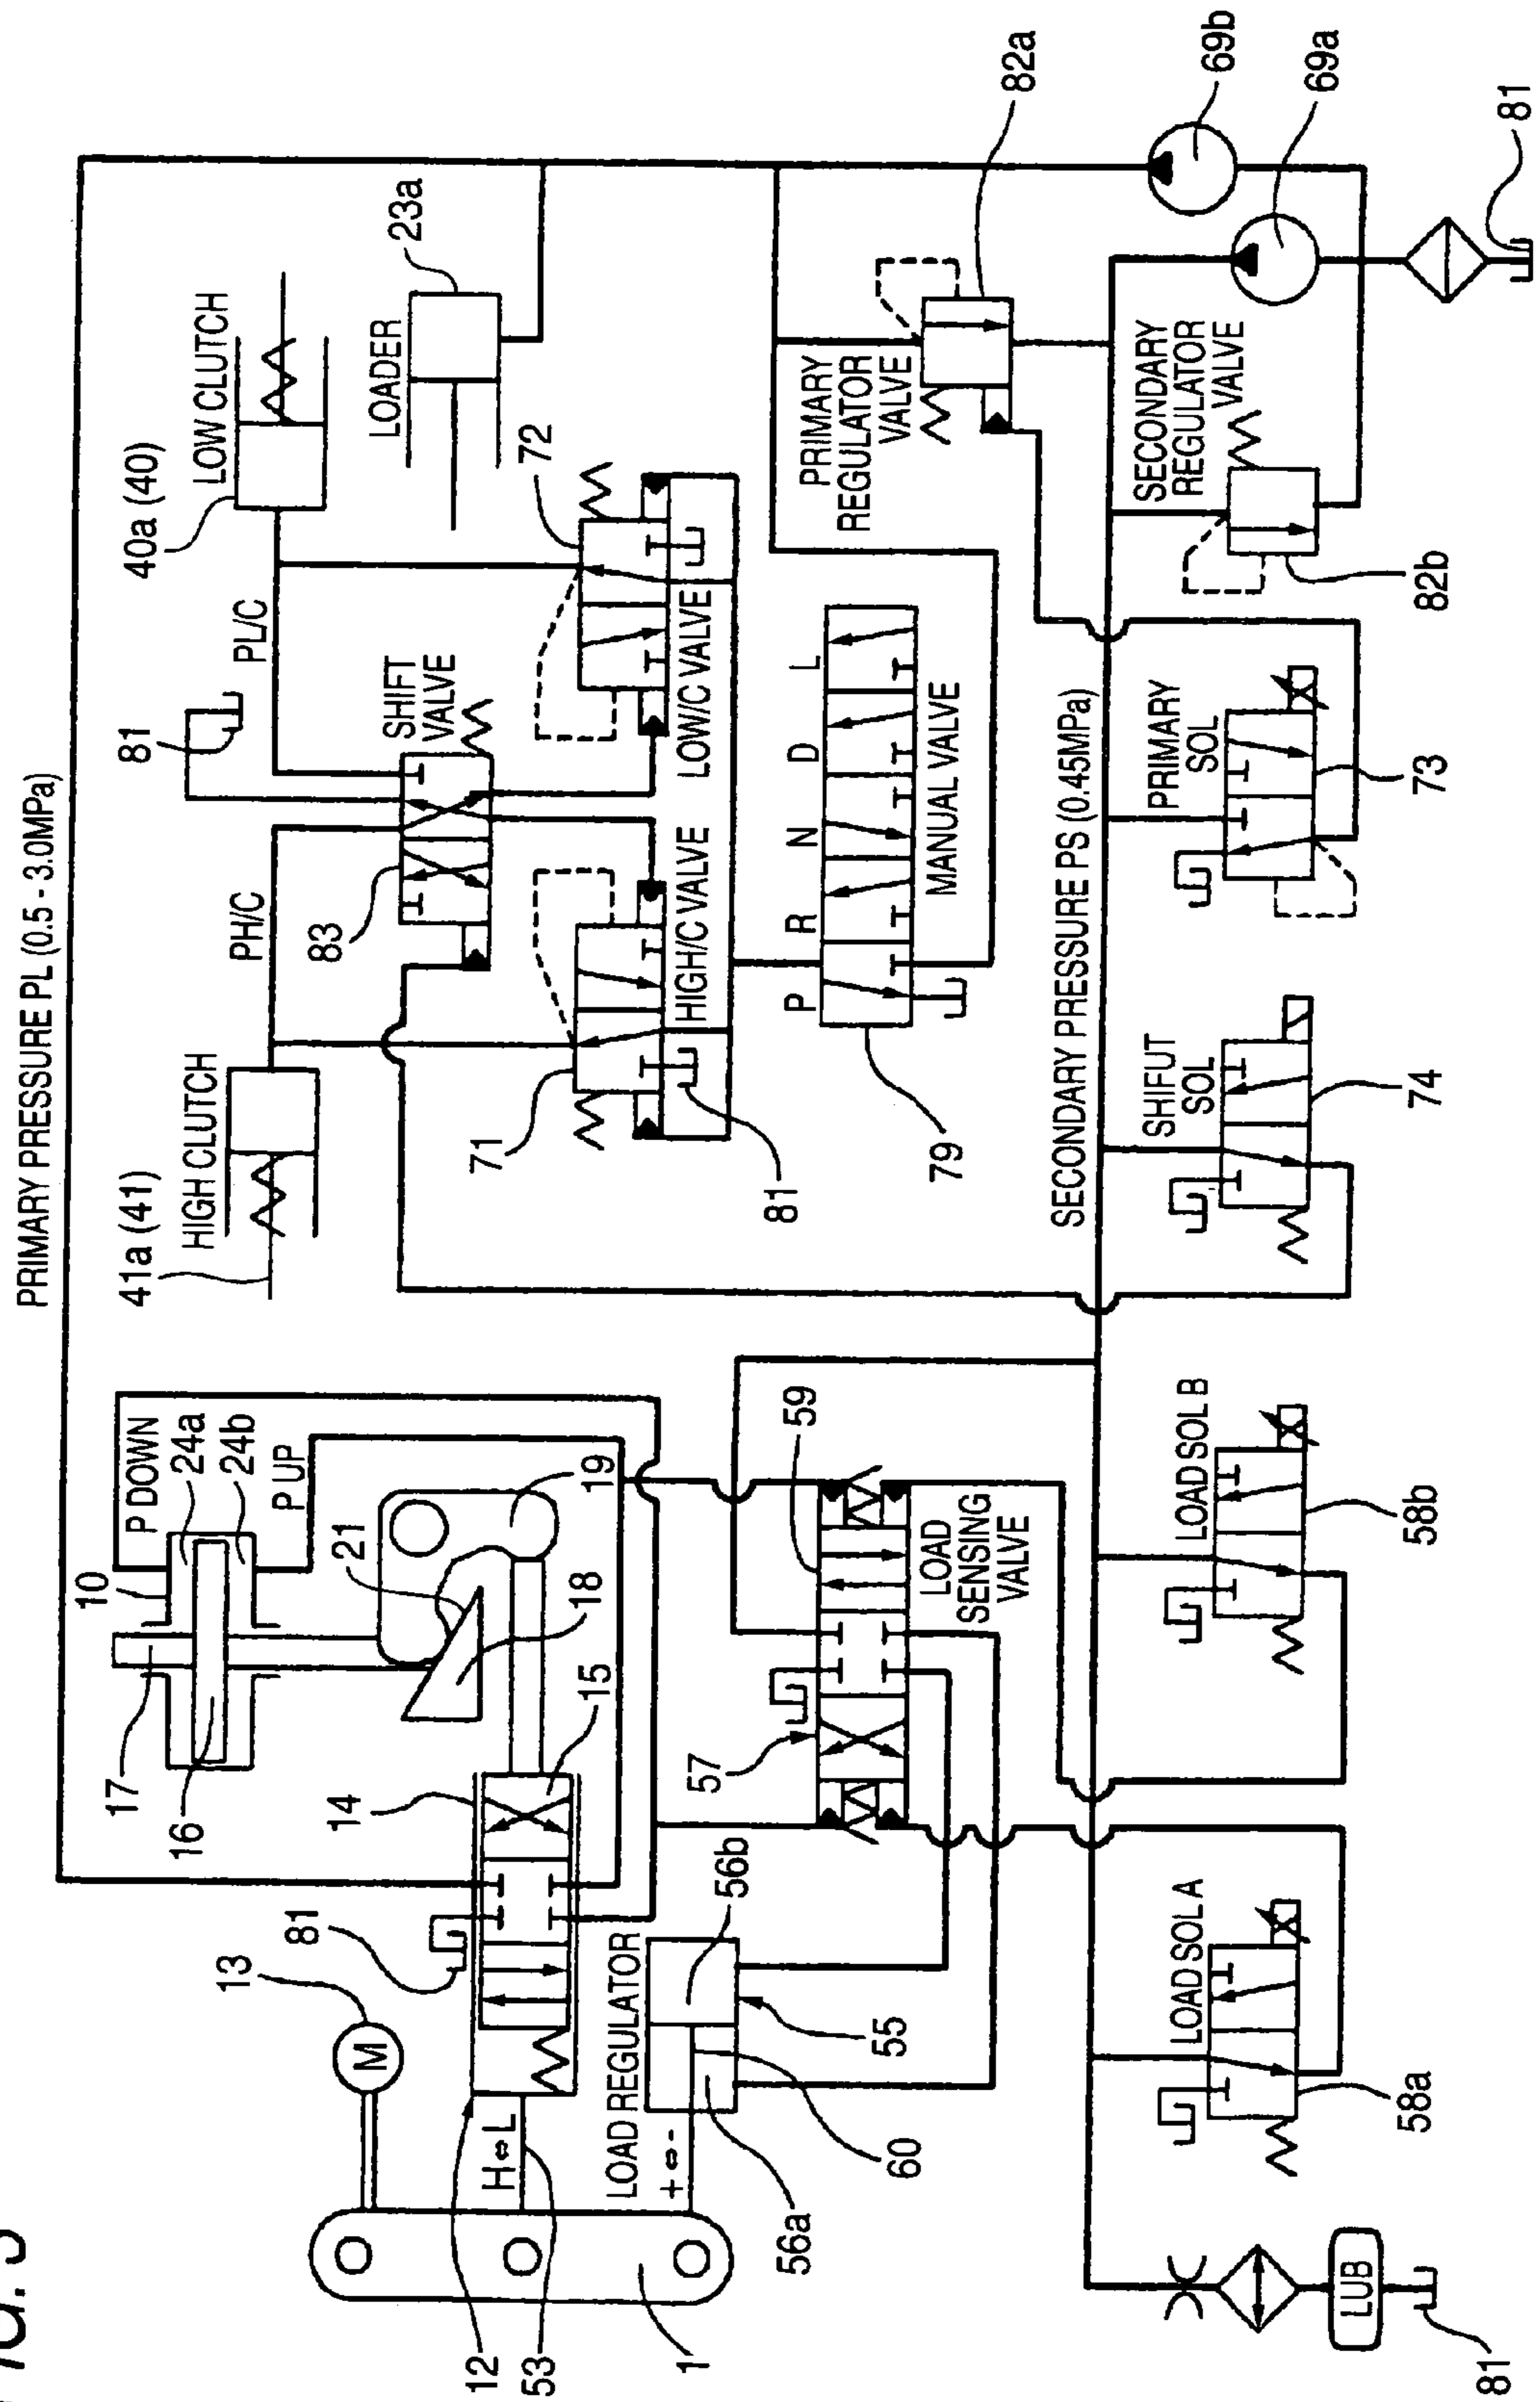 FIG. 3
PRIMARY PRESSURE PL (0.5 - 3.0MPa)
41a (41)
HIGH CLUTCH
PH/C
81
PL/C
40a (40)
LOW CLUTCH
LOADER
23a
83
SHIFT
VALVE
71
HIGH/C VALVE
81
72
LOW/C VALVE
79
P
R
N
D
L
MANUAL VALVE
PRIMARY
REGULATOR
VALVE
82a
SECONDARY
REGULATOR
VALVE
82b
69b
69a
81
17
16
10
P DOWN
24a
24b
P UP
21
19
18
15
14
13
M
81
12
53
H⇔L
1
LOAD REGULATOR
+⇔-
56a
60
55
56b
57
59
LOAD
SENSING
VALVE
SECONDARY PRESSURE PS (0.45MPa)
LOAD SOL A
58a
LOAD SOL B
58b
SHIFUT
SOL
74
PRIMARY
SOL
73
LUB
81